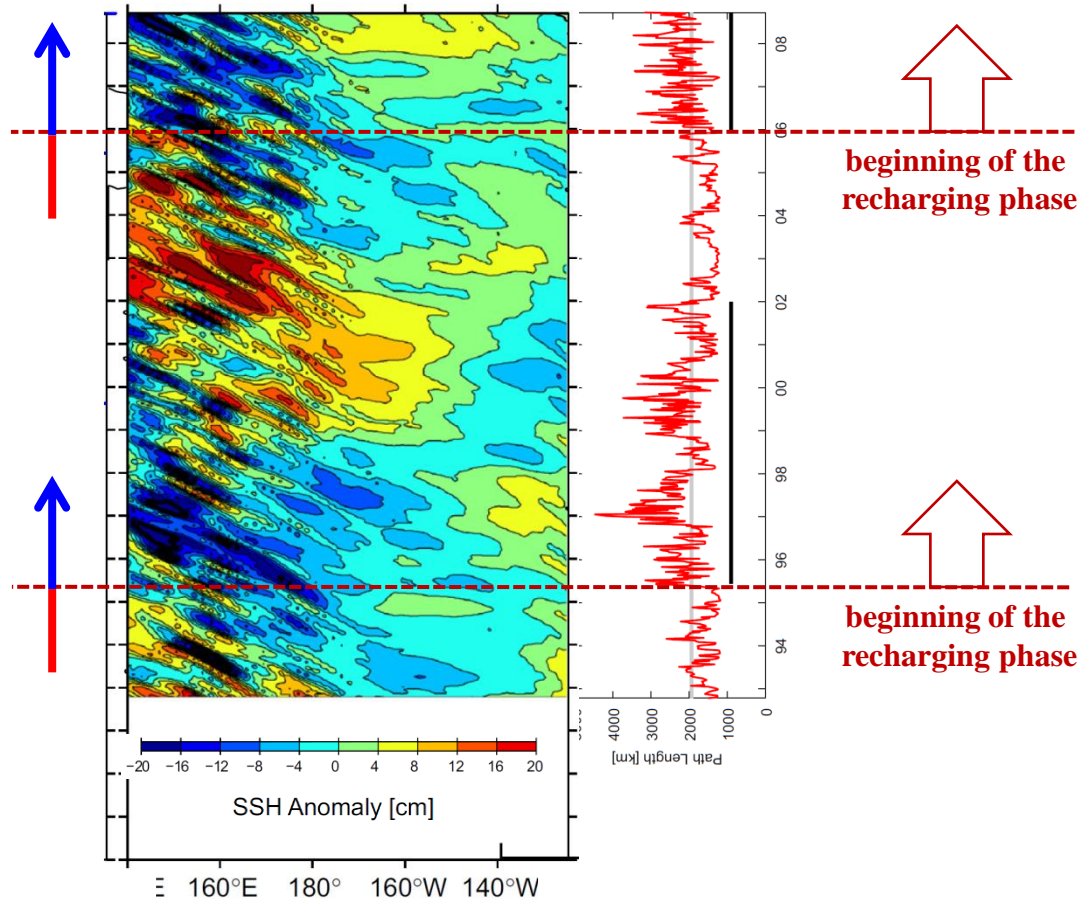 08
06
beginning of the
recharging phase
04
02
00
98
96
beginning of the
recharging phase
94
4000 3000 2000 1000 0
Path Length [km]
−20 −16 −12 −8 −4 0 4 8 12 16 20
SSH Anomaly [cm]
160°E 180° 160°W 140°W